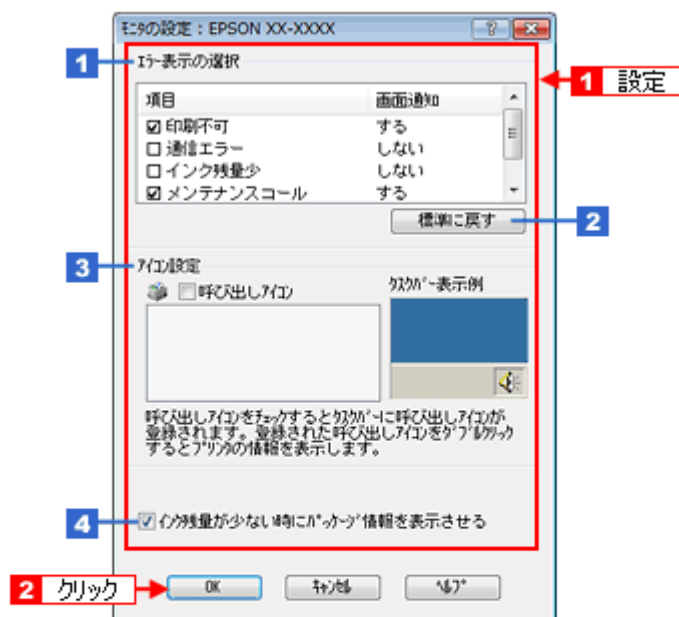 ﾓﾆﾀの設定：EPSON XX-XXXX
1 ｴﾗｰ表示の選択
1 設定
項目 画面通知
印刷不可 する
通信エラー しない
インク残量少 しない
メンテナンスコール する
標準に戻す 2
3 ｱｲｺﾝ設定
呼び出しｱｲｺﾝ ﾀｽｸﾊﾞｰ表示例
呼び出しｱｲｺﾝをﾁｪｯｸするとﾀｽｸﾊﾞｰに呼び出しｱｲｺﾝが
登録されます。登録された呼び出しｱｲｺﾝをﾀﾞﾌﾞﾙｸﾘｯｸ
するとﾌﾟﾘﾝﾀの情報を表示します。
4 ｲﾝｸ残量が少ない時にﾊﾟｯｹｰｼﾞ情報を表示させる
2 クリック OK ｷｬﾝｾﾙ ﾍﾙﾌﾟ